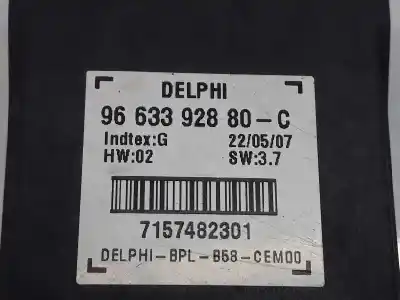 DELPHI
96 633 928 80-C
Indtex:G 22/05/07
HW:02 SW:3.7
7157482301
DELPHI-BPL-B58-CEM00